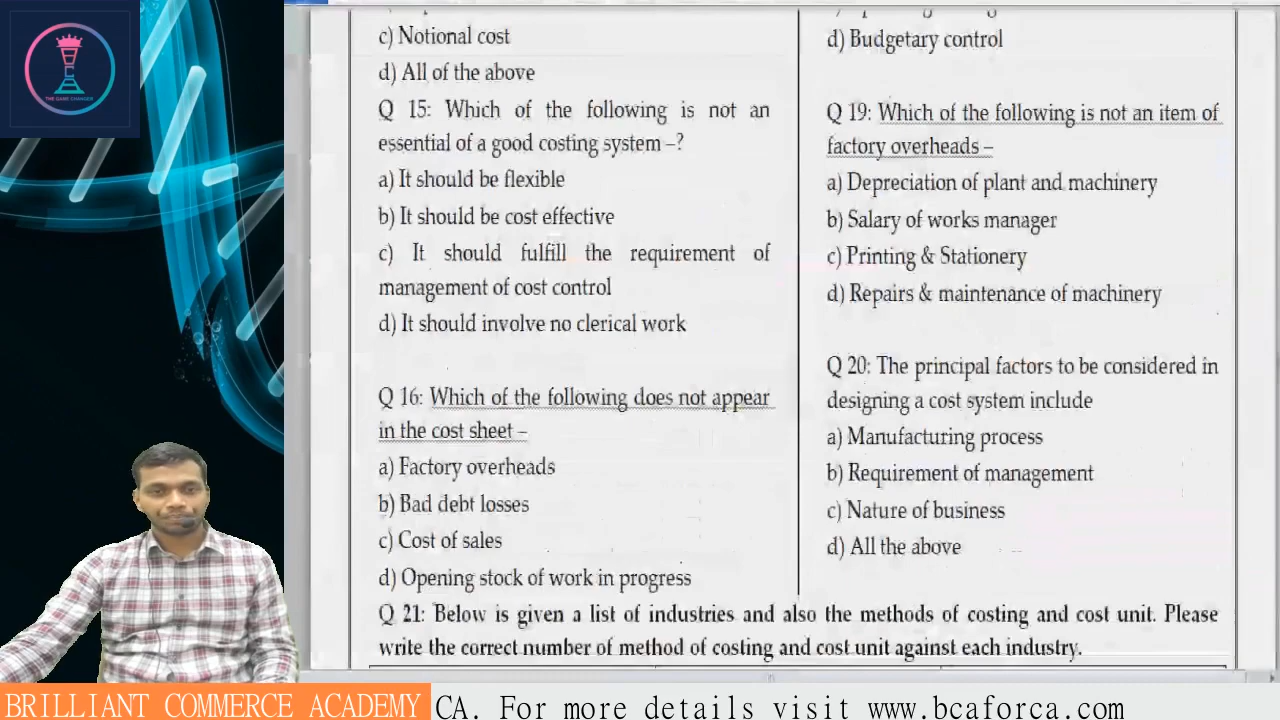 THE GAME CHANGER
c) Notional cost
d) All of the above
Q 15: Which of the following is not an
essential of a good costing system –?
a) It should be flexible
b) It should be cost effective
c) It should fulfill the requirement of
management of cost control
d) It should involve no clerical work
Q 16: Which of the following does not appear
in the cost sheet –
a) Factory overheads
b) Bad debt losses
c) Cost of sales
d) Opening stock of work in progress
d) Budgetary control
Q 19: Which of the following is not an item of
factory overheads –
a) Depreciation of plant and machinery
b) Salary of works manager
c) Printing & Stationery
d) Repairs & maintenance of machinery
Q 20: The principal factors to be considered in
designing a cost system include
a) Manufacturing process
b) Requirement of management
c) Nature of business
d) All the above
Q 21: Below is given a list of industries and also the methods of costing and cost unit. Please
write the correct number of method of costing and cost unit against each industry.
BRILLIANT COMMERCE ACADEMY CA. For more details visit www.bcaforca.com